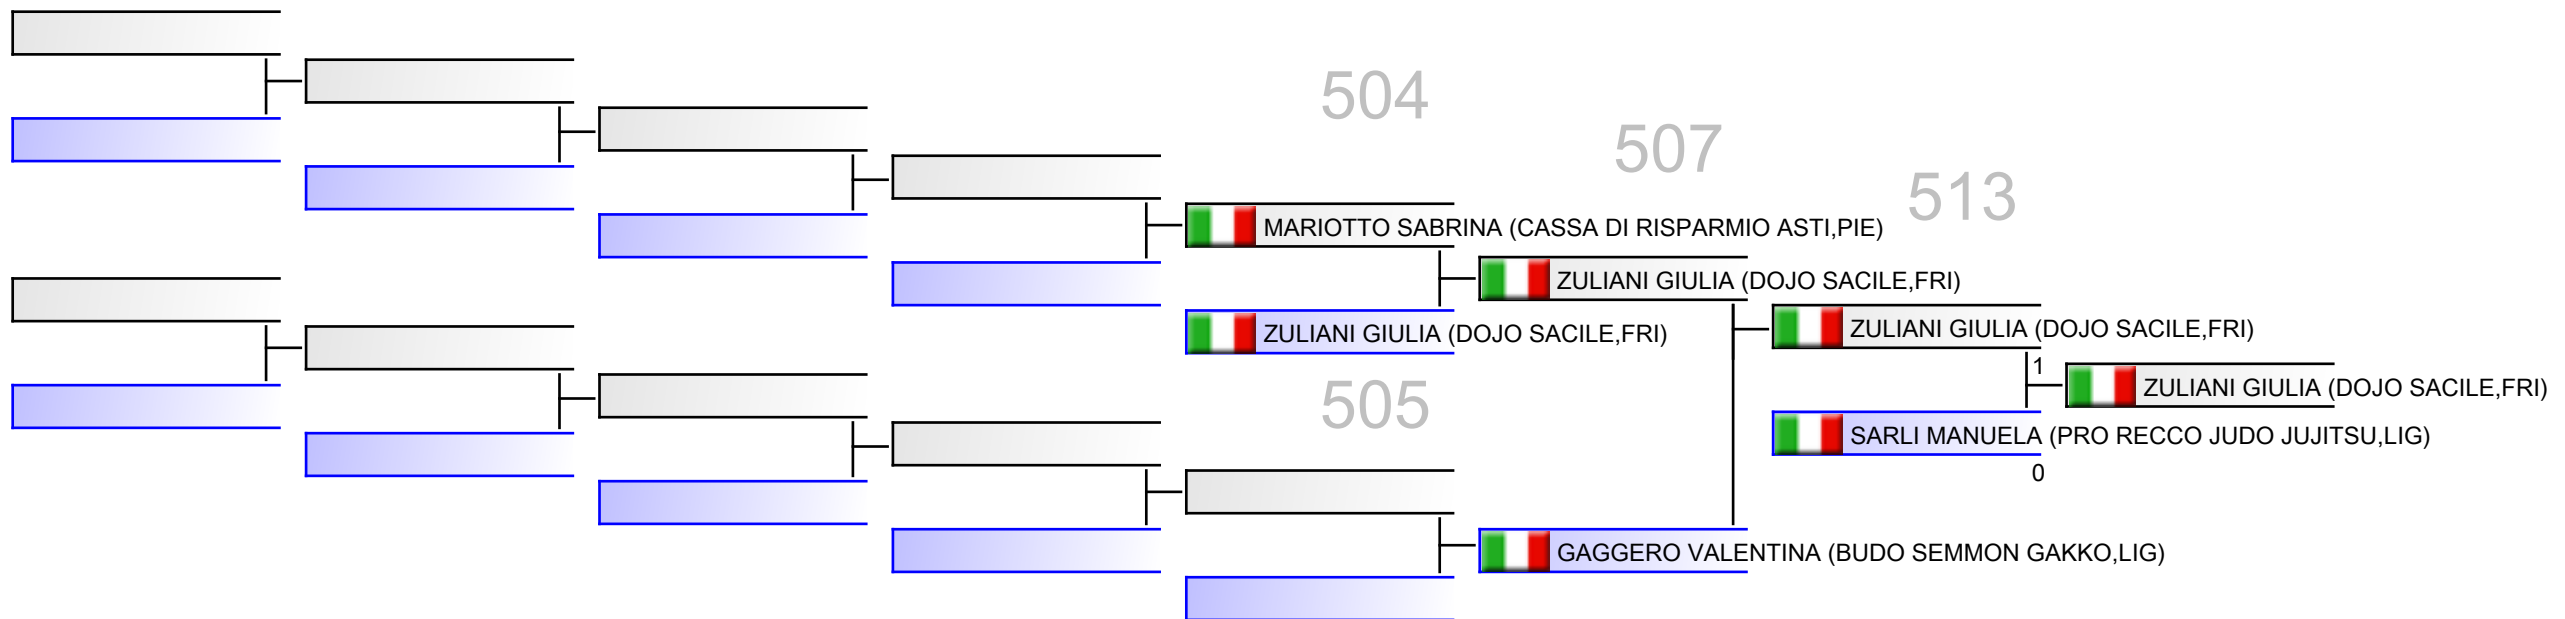 504
507
513
MARIOTTO SABRINA (CASSA DI RISPARMIO ASTI,PIE)
ZULIANI GIULIA (DOJO SACILE,FRI)
ZULIANI GIULIA (DOJO SACILE,FRI)
ZULIANI GIULIA (DOJO SACILE,FRI)
1
ZULIANI GIULIA (DOJO SACILE,FRI)
505
SARLI MANUELA (PRO RECCO JUDO JUJITSU,LIG)
0
GAGGERO VALENTINA (BUDO SEMMON GAKKO,LIG)